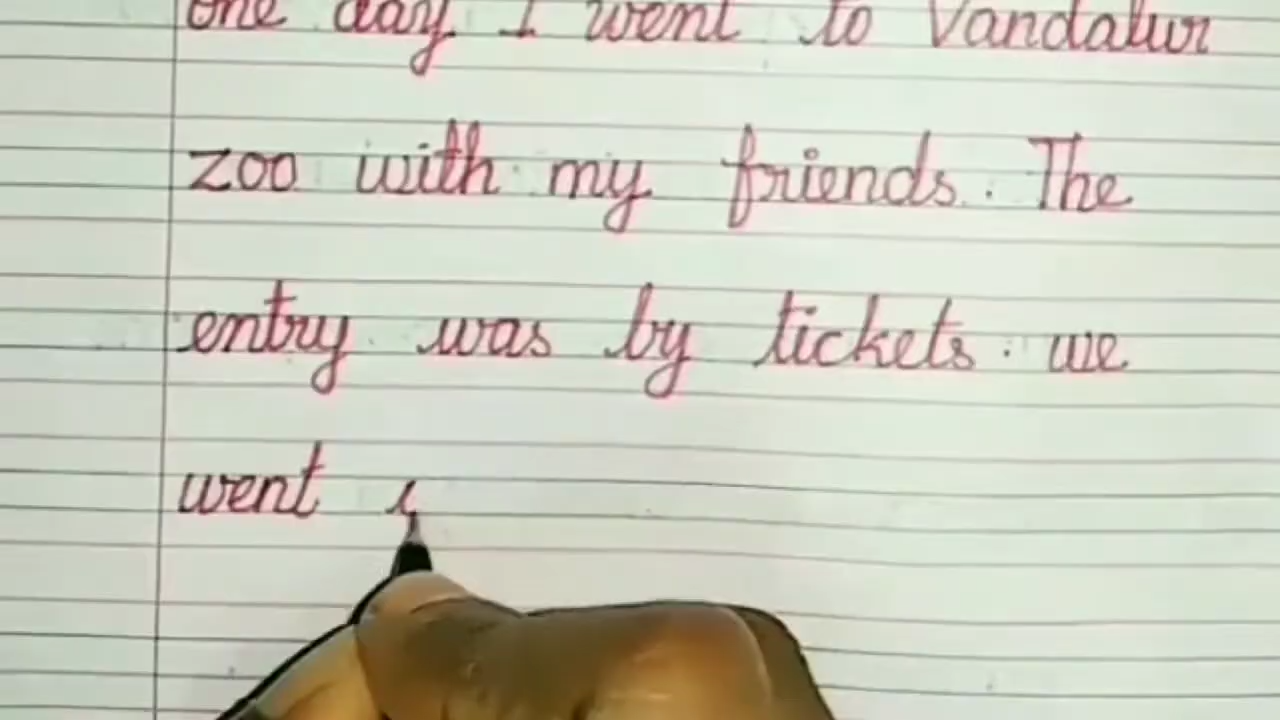 one day I went to Vandalur
zoo with my friends. The
entry was by tickets. we
went